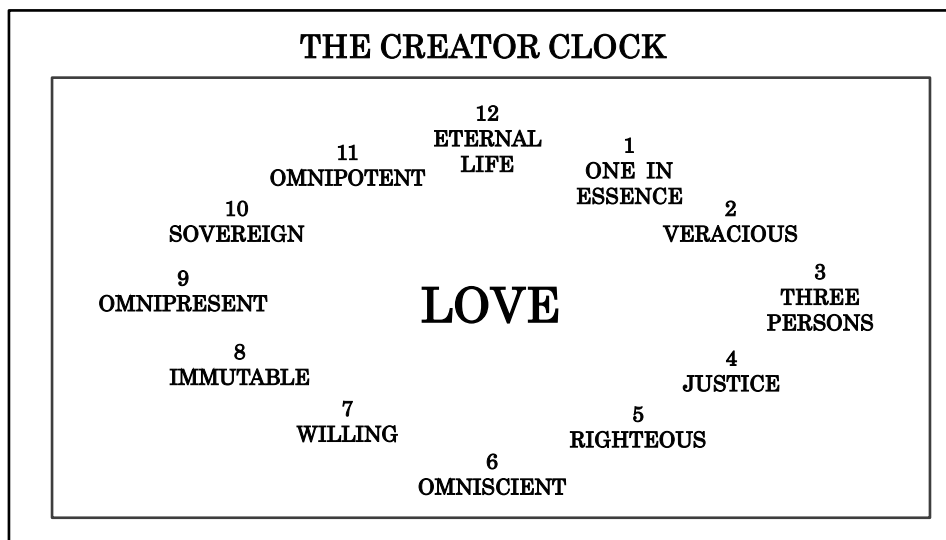 THE CREATOR CLOCK
12
ETERNAL
LIFE
1
ONE IN
ESSENCE
2
VERACIOUS
3
THREE
PERSONS
4
JUSTICE
5
RIGHTEOUS
6
OMNISCIENT
7
WILLING
8
IMMUTABLE
9
OMNIPRESENT
10
SOVEREIGN
11
OMNIPOTENT
LOVE